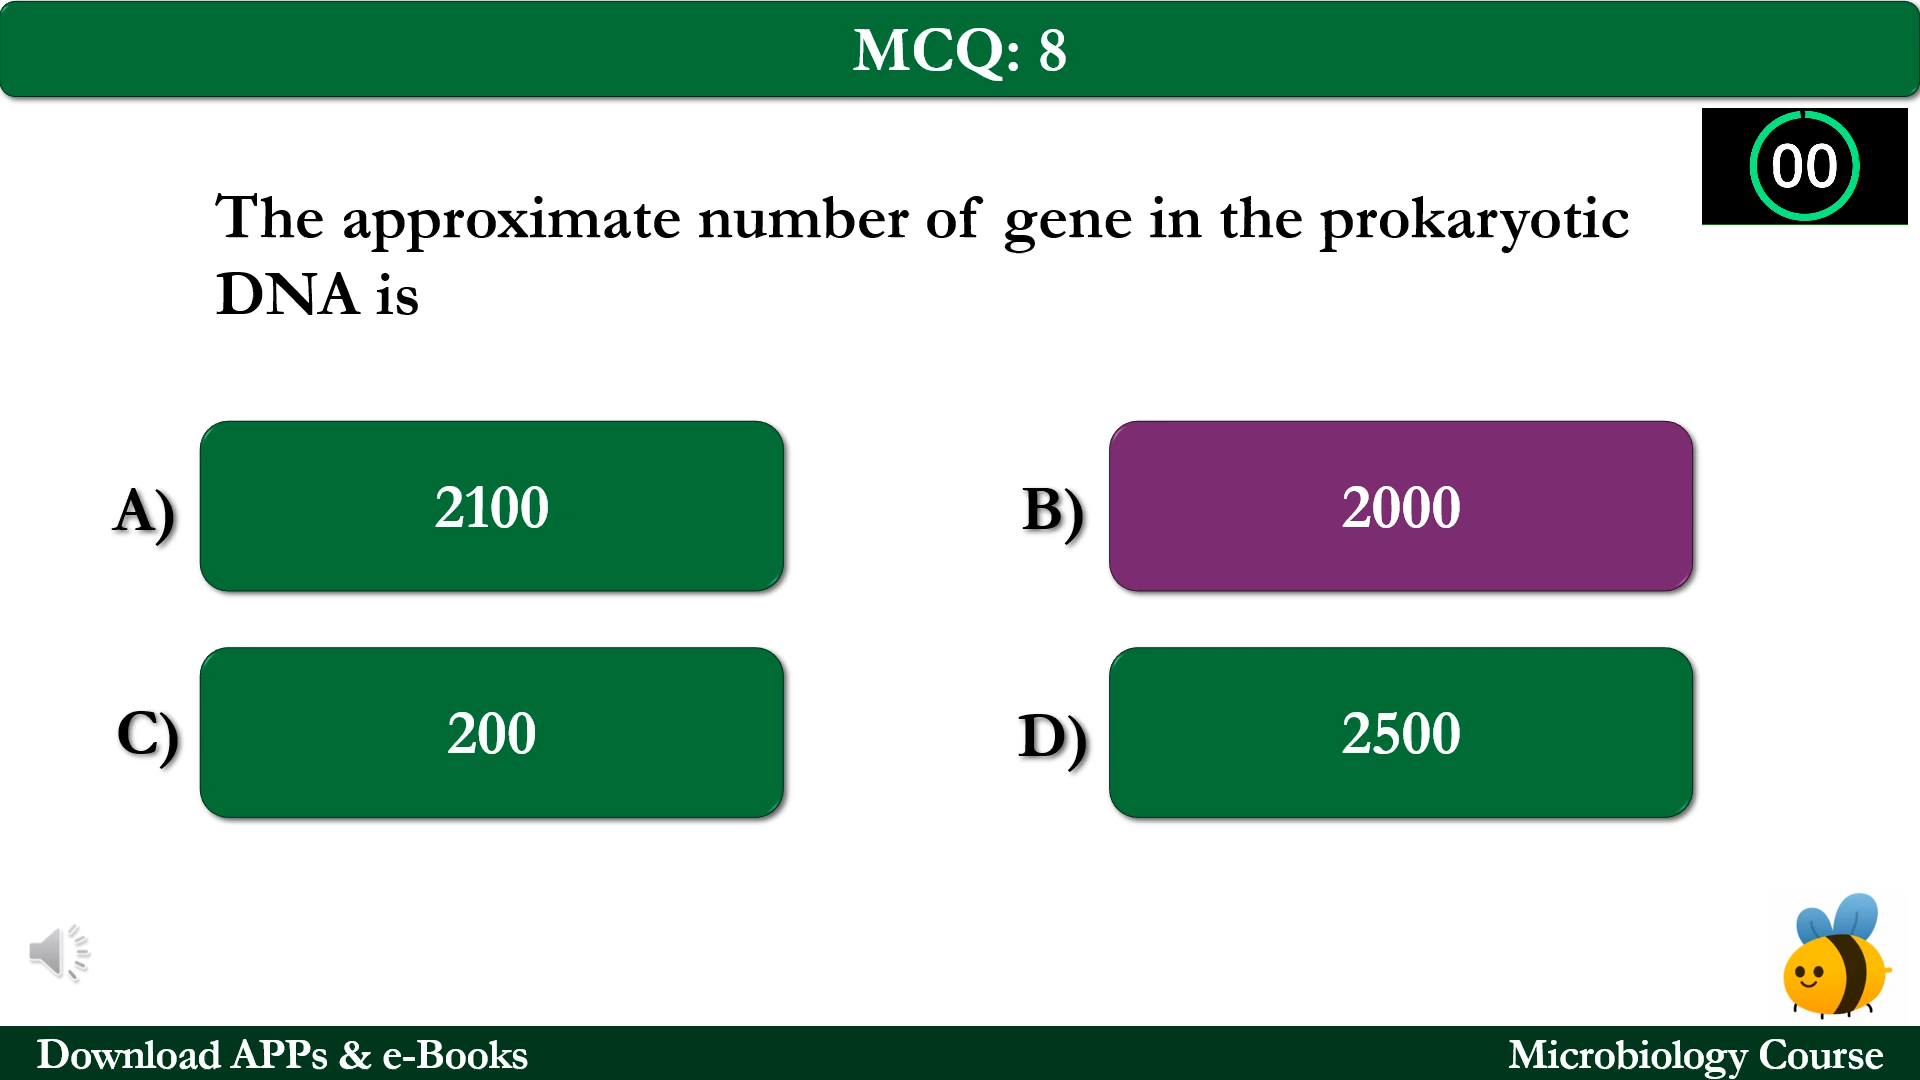 MCQ: 8
00
The approximate number of gene in the prokaryotic
DNA is
A) 2100
B) 2000
C) 200
D) 2500
Download APPs & e-Books
Microbiology Course